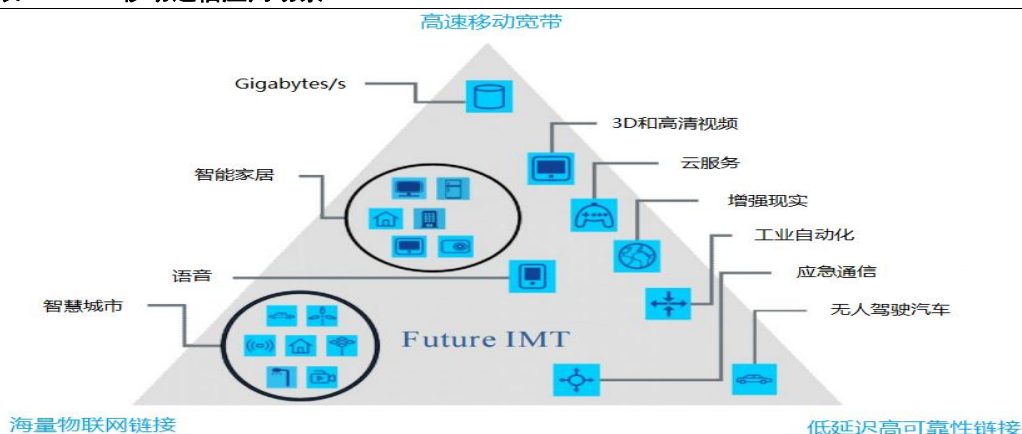 高速移动宽带
Gigabytes/s
3D和高清视频
云服务
智能家居
增强现实
工业自动化
语音
应急通信
智慧城市
无人驾驶汽车
Future IMT
海量物联网链接
低延迟高可靠性链接